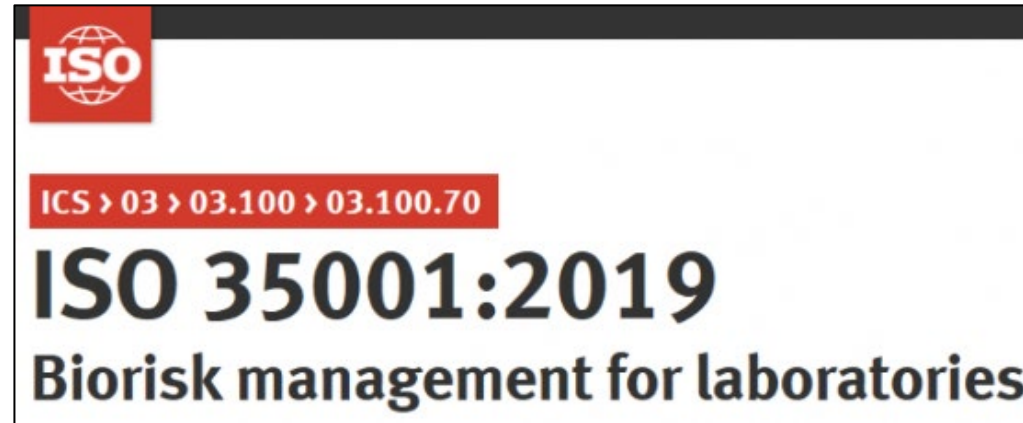 ISO
ICS › 03 › 03.100 › 03.100.70
ISO 35001:2019
Biorisk management for laboratories